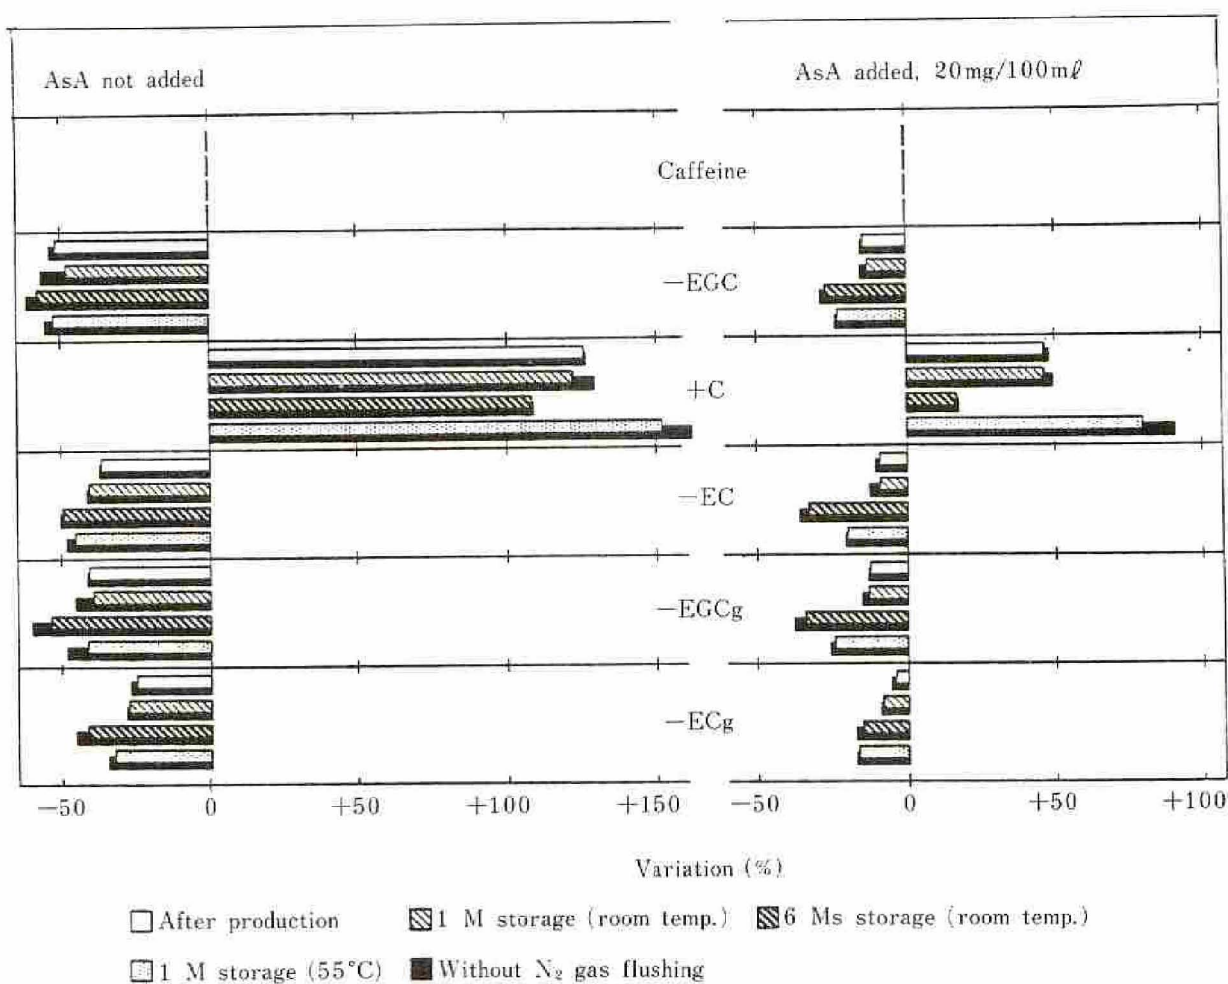 AsA not added
AsA added, 20mg/100mℓ
Caffeine
−EGC
+C
−EC
−EGCg
−ECg
−50 0 +50 +100 +150 −50 0 +50 +100
Variation (%)
After production 1 M storage (room temp.) 6 Ms storage (room temp.)
1 M storage (55°C) Without N₂ gas flushing